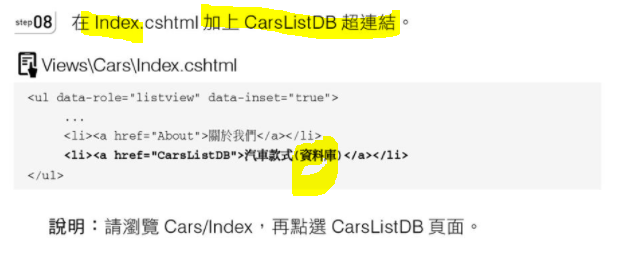 step08 在 Index.cshtml 加上 CarsListDB 超連結。
Views\Cars\Index.cshtml
<ul data-role="listview" data-inset="true">
...
<li><a href="About">關於我們</a></li>
<li><a href="CarsListDB">汽車款式(資料庫)</a></li>
</ul>
說明：請瀏覽 Cars/Index，再點選 CarsListDB 頁面。